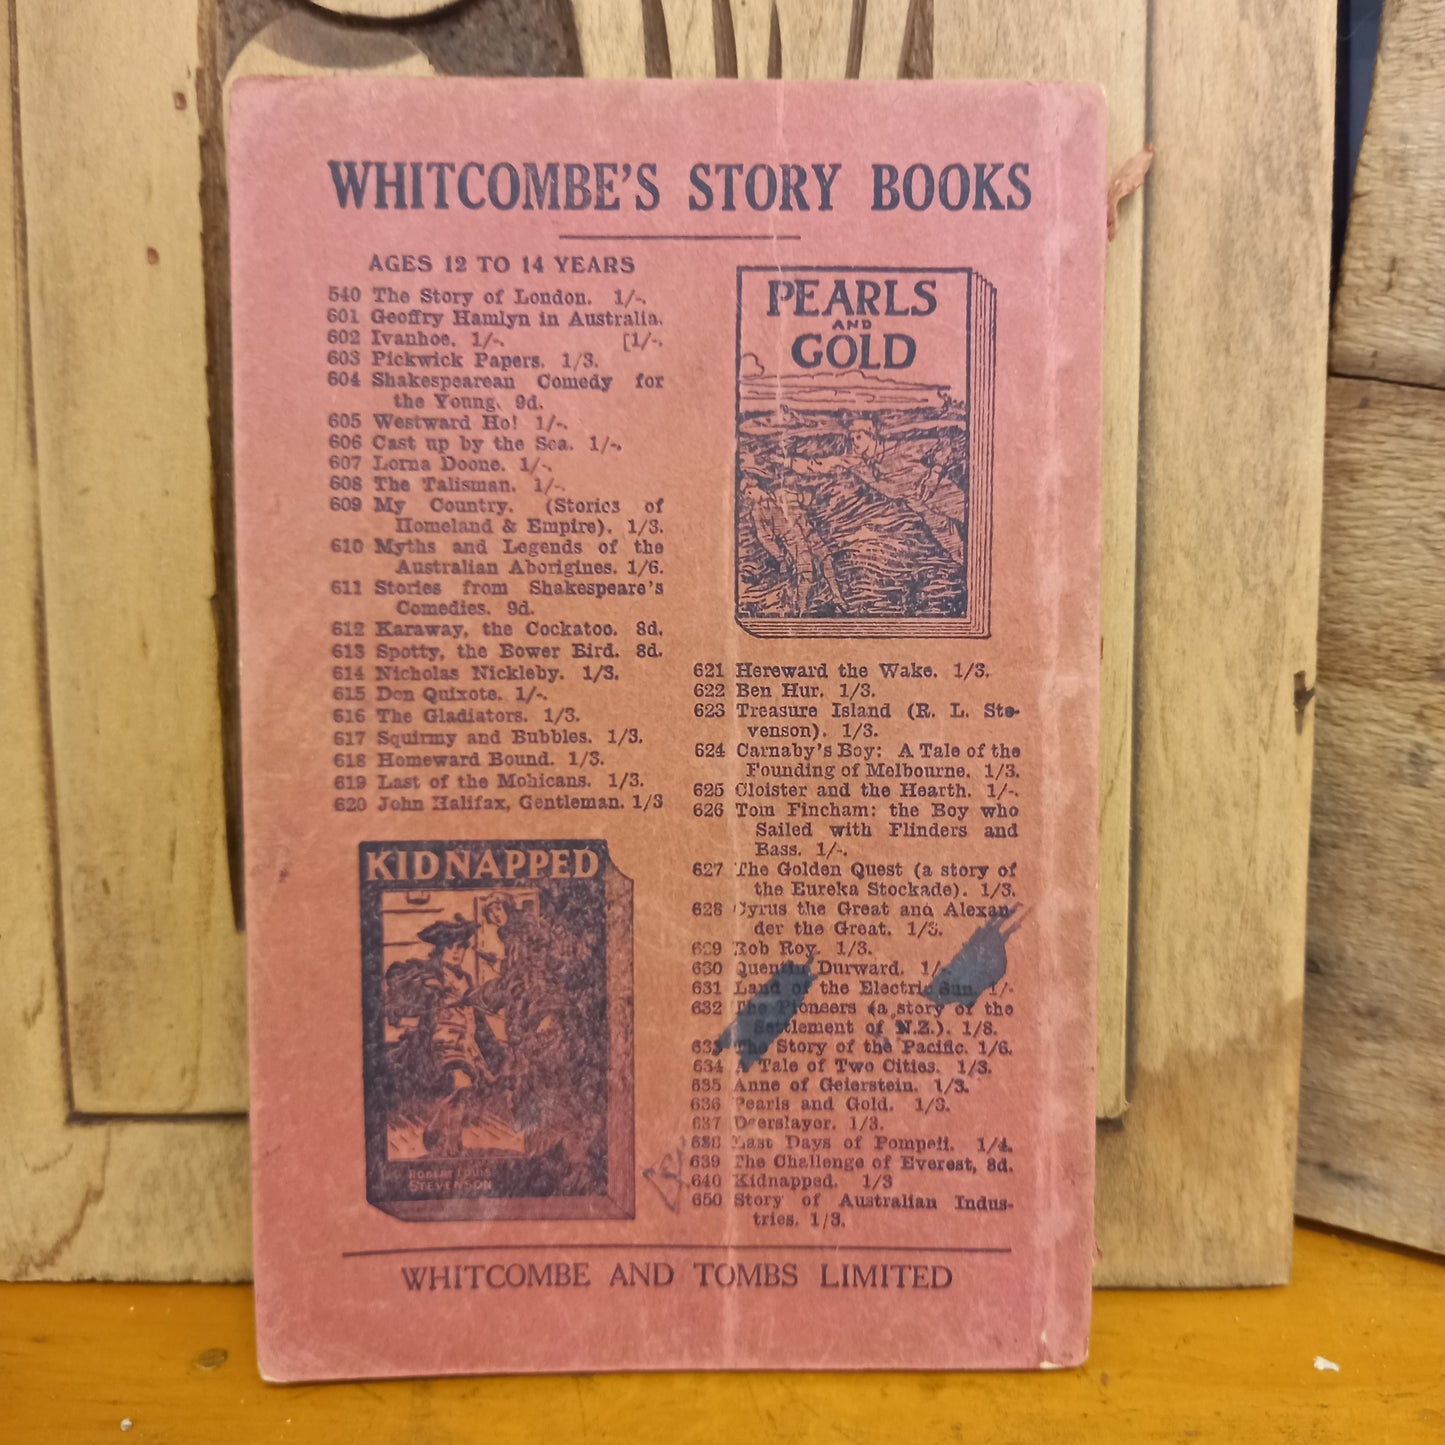 WHITCOMBE'S STORY BOOKS
AGES 12 TO 14 YEARS
540 The Story of London. 1/-.
601 Geoffry Hamlyn in Australia.
602 Ivanhoe. 1/-. [1/-.
603 Pickwick Papers. 1/3.
604 Shakespearean Comedy for
the Young. 9d.
605 Westward Ho! 1/-.
606 Cast up by the Sea. 1/-.
607 Lorna Doone. 1/-.
608 The Talisman. 1/-.
609 My Country. (Stories of
Homeland & Empire). 1/3.
610 Myths and Legends of the
Australian Aborigines. 1/6.
611 Stories from Shakespeare's
Comedies. 9d.
612 Karaway, the Cockatoo. 8d.
613 Spotty, the Bower Bird. 8d.
614 Nicholas Nickleby. 1/3.
615 Don Quixote. 1/-.
616 The Gladiators. 1/3.
617 Squirmy and Bubbles. 1/3.
618 Homeward Bound. 1/3.
619 Last of the Mohicans. 1/3.
620 John Halifax, Gentleman. 1/3
KIDNAPPED
ROBERT LOUIS
STEVENSON
PEARLS
AND
GOLD
621 Hereward the Wake. 1/3.
622 Ben Hur. 1/3.
623 Treasure Island (R. L. Ste-
venson). 1/3.
624 Carnaby's Boy: A Tale of the
Founding of Melbourne. 1/3.
625 Cloister and the Hearth. 1/-.
626 Tom Fincham: the Boy who
Sailed with Flinders and
Bass. 1/-.
627 The Golden Quest (a story of
the Eureka Stockade). 1/3.
628 Cyrus the Great and Alexan-
der the Great. 1/3.
629 Rob Roy. 1/3.
630 Quentin Durward. 1/-.
631 Land of the Electric Sun. 1/-
632 The Pioneers (a story of the
Settlement of N.Z.). 1/8.
633 The Story of the Pacific. 1/6.
634 A Tale of Two Cities. 1/3.
635 Anne of Geierstein. 1/3.
636 Pearls and Gold. 1/3.
637 Deerslayer. 1/3.
638 Last Days of Pompeii. 1/4.
639 The Challenge of Everest, 8d.
640 Kidnapped. 1/3
650 Story of Australian Indus-
tries. 1/3.
WHITCOMBE AND TOMBS LIMITED